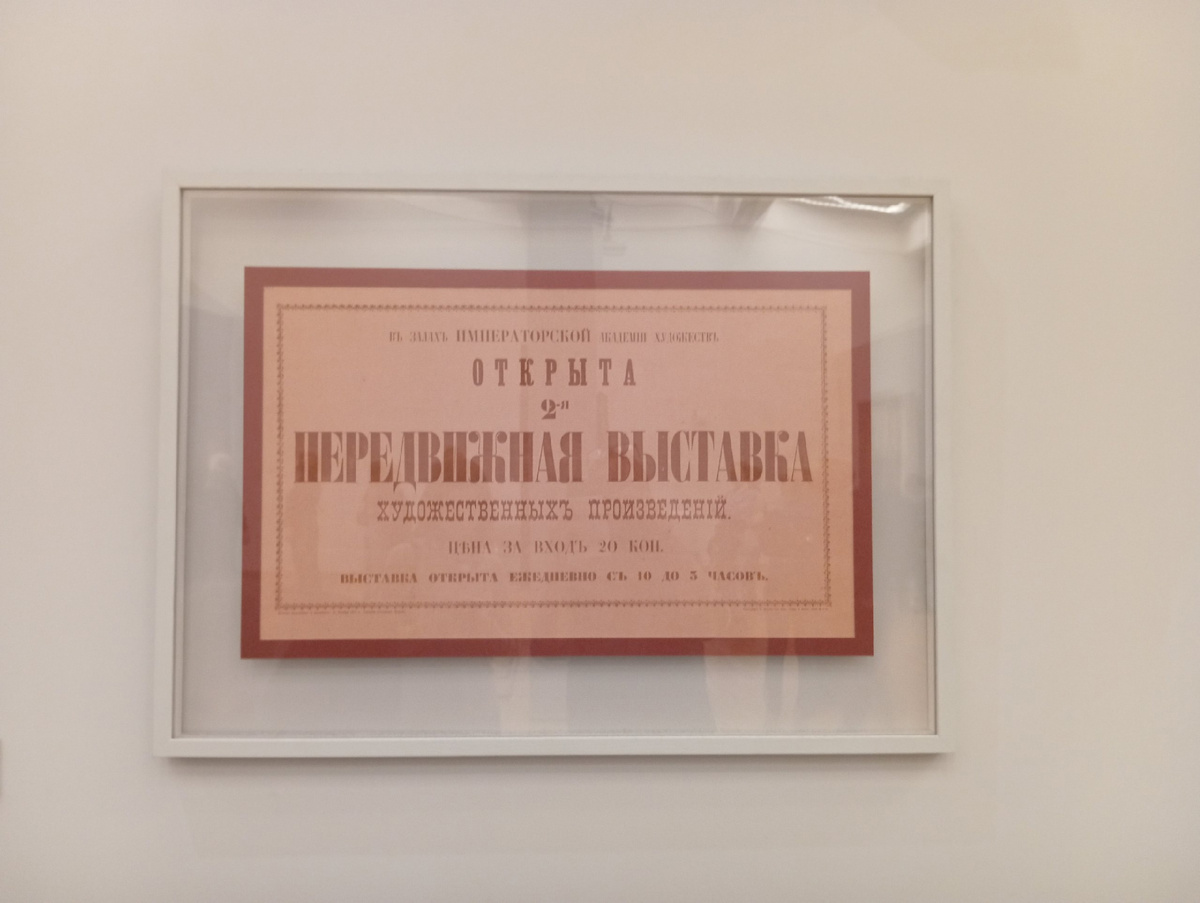 ВЪ ЗАЛАХЪ ИМПЕРАТОРСКОЙ АКАДЕМІИ ХУДОЖЕСТВЪ
ОТКРЫТА
2-я
ПЕРЕДВИЖНАЯ ВЫСТАВКА
ХУДОЖЕСТВЕННЫХЪ ПРОИЗВЕДЕНІЙ.
ЦѢНА ЗА ВХОДЪ 20 КОП.
ВЫСТАВКА ОТКРЫТА ЕЖЕДНЕВНО СЪ 10 ДО 3 ЧАСОВЪ.